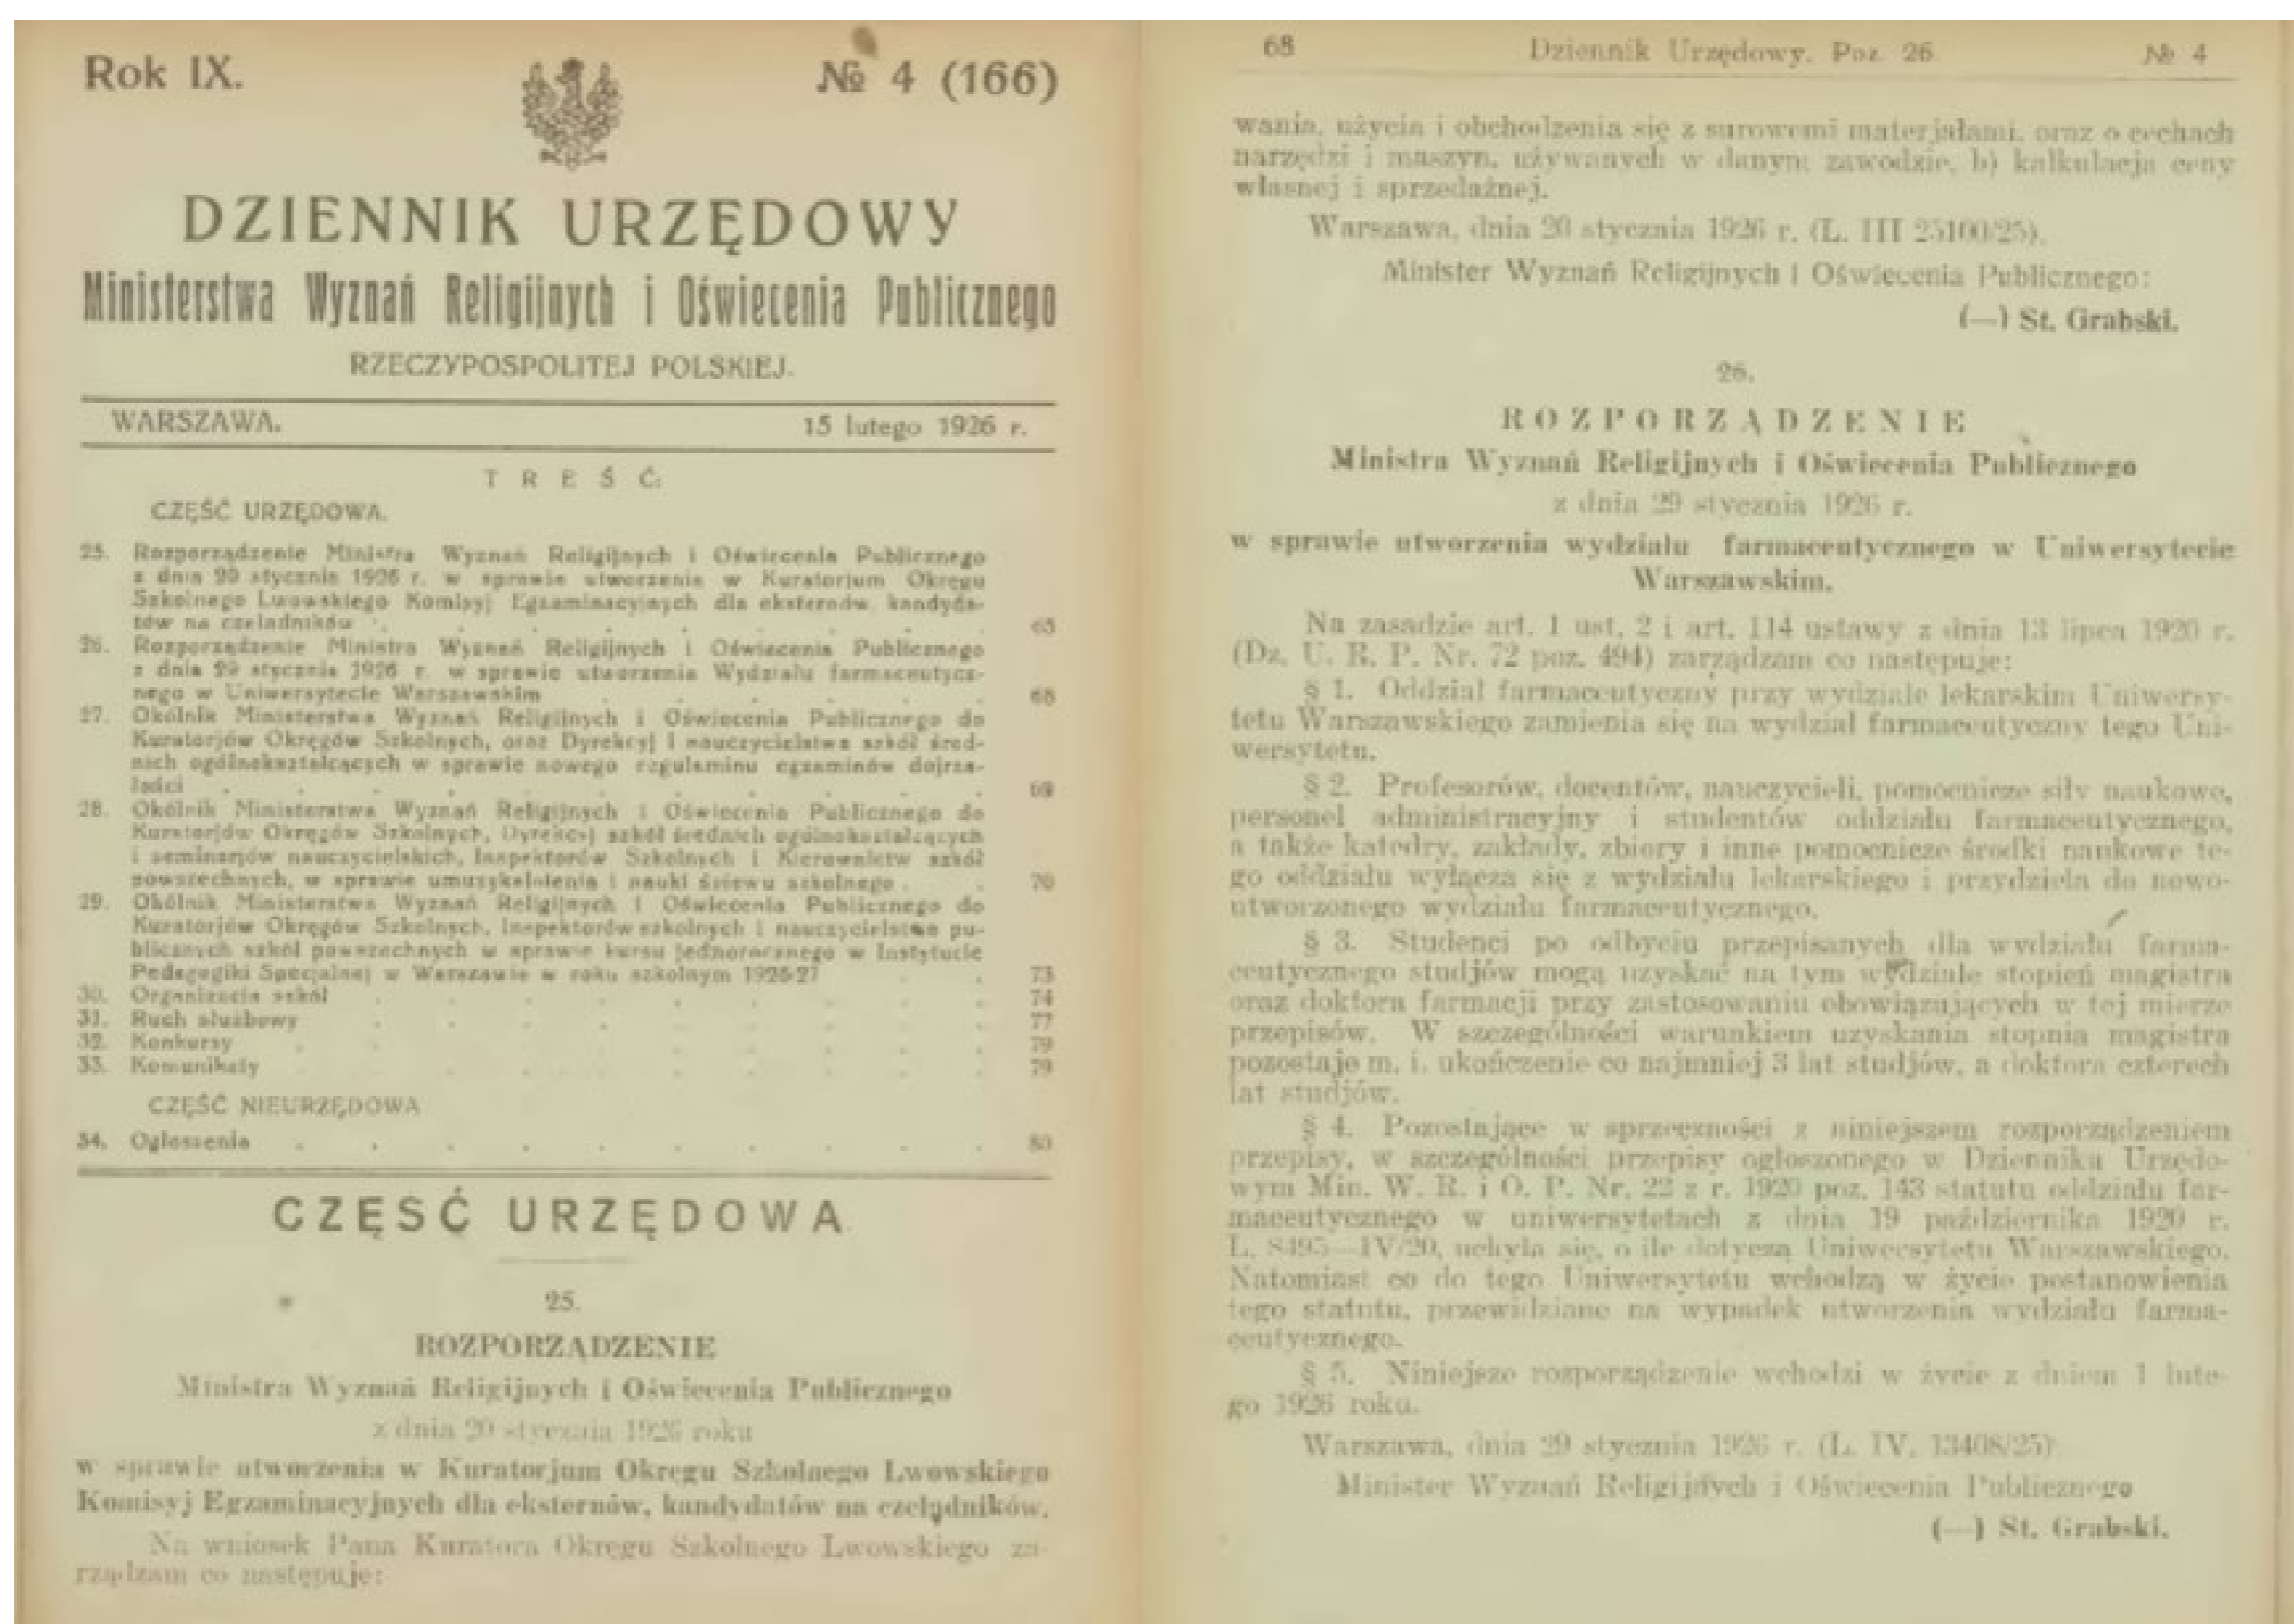 Rok IX.
№ 4 (166)
DZIENNIK URZĘDOWY
Ministerstwa Wyznań Religijnych i Oświecenia Publicznego
RZECZYPOSPOLITEJ POLSKIEJ.
WARSZAWA.
15 lutego 1926 r.
TREŚĆ:
CZĘŚĆ URZĘDOWA.
25. Rozporządzenie Ministra Wyznań Religijnych i Oświecenia Publicznego
z dnia 20 stycznia 1926 r. w sprawie utworzenia w Kuratorjum Okręgu
Szkolnego Lwowskiego Komisyj Egzaminacyjnych dla eksternów, kandyda-
tów na czeladników . 65
26. Rozporządzenie Ministra Wyznań Religijnych i Oświecenia Publicznego
z dnia 29 stycznia 1926 r. w sprawie utworzenia Wydziału farmaceutycz-
nego w Uniwersytecie Warszawskim . 68
27. Okólnik Ministerstwa Wyznań Religijnych i Oświecenia Publicznego do
Kuratorjów Okręgów Szkolnych, oraz Dyrekcyj i nauczycielstwa szkół śred-
nich ogólnokształcących w sprawie nowego regulaminu egzaminów dojrza-
łości . 69
28. Okólnik Ministerstwa Wyznań Religijnych i Oświecenia Publicznego do
Kuratorjów Okręgów Szkolnych, Dyrekcyj szkół średnich ogólnokształcących
i seminarjów nauczycielskich, Inspektorów Szkolnych i Kierownictw szkół
powszechnych, w sprawie umuzykalnienia i nauki śpiewu szkolnego . 70
29. Okólnik Ministerstwa Wyznań Religijnych i Oświecenia Publicznego do
Kuratorjów Okręgów Szkolnych, Inspektorów szkolnych i nauczycielstwa pu-
blicznych szkół powszechnych w sprawie kursu jednorocznego w Instytucie
Pedagogiki Specjalnej w Warszawie w roku szkolnym 1926/27 . 73
30. Organizacja szkół . 74
31. Ruch służbowy . 77
32. Konkursy . 79
33. Komunikaty . 79
CZĘŚĆ NIEURZĘDOWA
34. Ogłoszenia . 80
CZĘŚĆ URZĘDOWA
25.
ROZPORZĄDZENIE
Ministra Wyznań Religijnych i Oświecenia Publicznego
z dnia 20 stycznia 1926 roku
w sprawie utworzenia w Kuratorjum Okręgu Szkolnego Lwowskiego
Komisyj Egzaminacyjnych dla eksternów, kandydatów na czeladników.
Na wniosek Pana Kuratora Okręgu Szkolnego Lwowskiego za-
rządzam co następuje:
68 Dziennik Urzędowy. Poz. 26 № 4
wania, użycia i obchodzenia się z surowemi materjałami, oraz o cechach
narzędzi i maszyn, używanych w danym zawodzie, b) kalkulacja ceny
własnej i sprzedażnej.
Warszawa, dnia 20 stycznia 1926 r. (L. III 25100/25).
Minister Wyznań Religijnych i Oświecenia Publicznego:
(—) St. Grabski.
26.
ROZPORZĄDZENIE
Ministra Wyznań Religijnych i Oświecenia Publicznego
z dnia 29 stycznia 1926 r.
w sprawie utworzenia wydziału farmaceutycznego w Uniwersytecie
Warszawskim.
Na zasadzie art. 1 ust. 2 i art. 114 ustawy z dnia 13 lipca 1920 r.
(Dz. U. R. P. Nr. 72 poz. 494) zarządzam co następuje:
§ 1. Oddział farmaceutyczny przy wydziale lekarskim Uniwersy-
tetu Warszawskiego zamienia się na wydział farmaceutyczny tego Uni-
wersytetu.
§ 2. Profesorów, docentów, nauczycieli, pomocnicze siły naukowe,
personel administracyjny i studentów oddziału farmaceutycznego,
a także katedry, zakłady, zbiory i inne pomocnicze środki naukowe te-
go oddziału wyłącza się z wydziału lekarskiego i przydziela do nowo-
utworzonego wydziału farmaceutycznego.
§ 3. Studenci po odbyciu przepisanych dla wydziału farma-
ceutycznego studjów mogą uzyskać na tym wydziale stopień magistra
oraz doktora farmacji przy zastosowaniu obowiązujących w tej mierze
przepisów. W szczególności warunkiem uzyskania stopnia magistra
pozostaje m. i. ukończenie co najmniej 3 lat studjów, a doktora czterech
lat studjów.
§ 4. Pozostające w sprzeczności z niniejszem rozporządzeniem
przepisy, w szczególności przepisy ogłoszonego w Dzienniku Urzędo-
wym Min. W. R. i O. P. Nr. 22 z r. 1920 poz. 143 statutu oddziału far-
maceutycznego w uniwersytetach z dnia 19 października 1920 r.
L. 8495—IV/20, uchyla się, o ile dotyczą Uniwersytetu Warszawskiego.
Natomiast co do tego Uniwersytetu wchodzą w życie postanowienia
tego statutu, przewidziane na wypadek utworzenia wydziału farma-
ceutycznego.
§ 5. Niniejsze rozporządzenie wchodzi w życie z dniem 1 lute-
go 1926 roku.
Warszawa, dnia 29 stycznia 1926 r. (L. IV. 13408/25)
Minister Wyznań Religijnych i Oświecenia Publicznego
(—) St. Grabski.